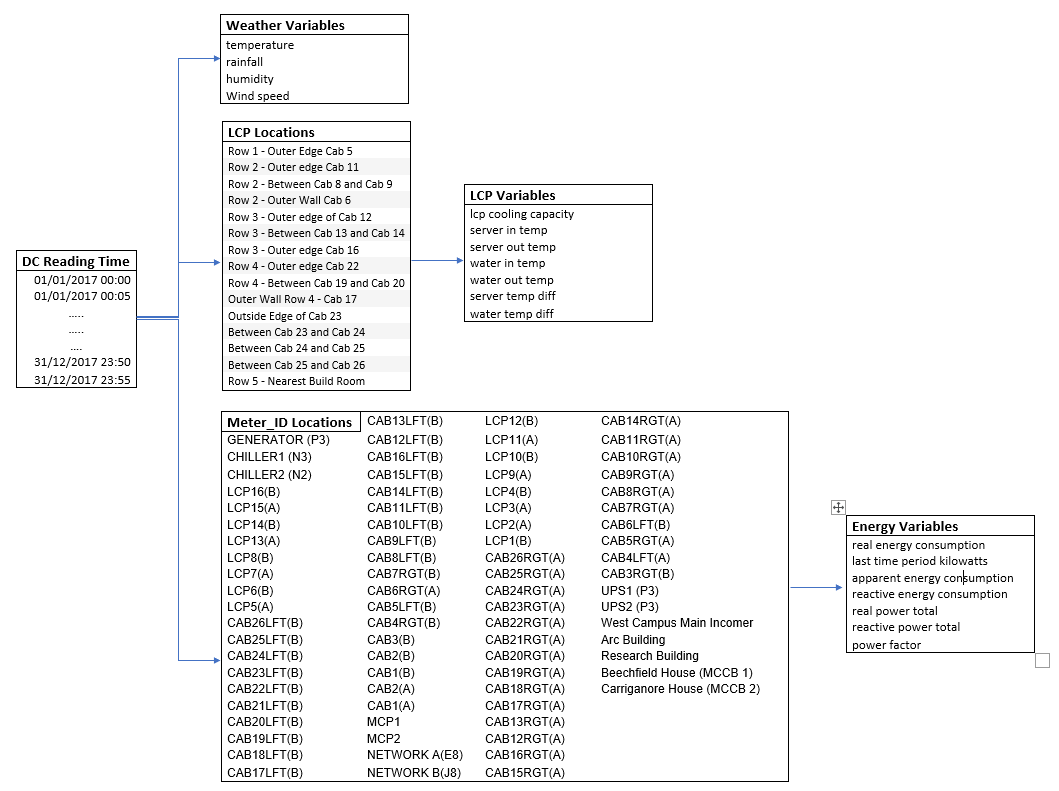 Weather Variables
temperature
rainfall
humidity
Wind speed
LCP Locations
Row 1 - Outer Edge Cab 5
Row 2 - Outer edge Cab 11
Row 2 - Between Cab 8 and Cab 9
Row 2 - Outer Wall Cab 6
Row 3 - Outer edge of Cab 12
Row 3 - Between Cab 13 and Cab 14
Row 3 - Outer edge Cab 16
Row 4 - Outer edge Cab 22
Row 4 - Between Cab 19 and Cab 20
Outer Wall Row 4 - Cab 17
Outside Edge of Cab 23
Between Cab 23 and Cab 24
Between Cab 24 and Cab 25
Between Cab 25 and Cab 26
Row 5 - Nearest Build Room
LCP Variables
lcp cooling capacity
server in temp
server out temp
water in temp
water out temp
server temp diff
water temp diff
DC Reading Time
01/01/2017 00:00
01/01/2017 00:05
.....
.....
....
31/12/2017 23:50
31/12/2017 23:55
Meter_ID Locations
GENERATOR (P3)
CHILLER1 (N3)
CHILLER2 (N2)
LCP16(B)
LCP15(A)
LCP14(B)
LCP13(A)
LCP8(B)
LCP7(A)
LCP6(B)
LCP5(A)
CAB26LFT(B)
CAB25LFT(B)
CAB24LFT(B)
CAB23LFT(B)
CAB22LFT(B)
CAB21LFT(B)
CAB20LFT(B)
CAB19LFT(B)
CAB18LFT(B)
CAB17LFT(B)
CAB13LFT(B)
CAB12LFT(B)
CAB16LFT(B)
CAB15LFT(B)
CAB14LFT(B)
CAB11LFT(B)
CAB10LFT(B)
CAB9LFT(B)
CAB8LFT(B)
CAB7RGT(B)
CAB6RGT(A)
CAB5LFT(B)
CAB4RGT(B)
CAB3(B)
CAB2(B)
CAB1(B)
CAB2(A)
CAB1(A)
MCP1
MCP2
NETWORK A(E8)
NETWORK B(J8)
LCP12(B)
LCP11(A)
LCP10(B)
LCP9(A)
LCP4(B)
LCP3(A)
LCP2(A)
LCP1(B)
CAB26RGT(A)
CAB25RGT(A)
CAB24RGT(A)
CAB23RGT(A)
CAB22RGT(A)
CAB21RGT(A)
CAB20RGT(A)
CAB19RGT(A)
CAB18RGT(A)
CAB17RGT(A)
CAB13RGT(A)
CAB12RGT(A)
CAB16RGT(A)
CAB15RGT(A)
CAB14RGT(A)
CAB11RGT(A)
CAB10RGT(A)
CAB9RGT(A)
CAB8RGT(A)
CAB7RGT(A)
CAB6LFT(B)
CAB5RGT(A)
CAB4LFT(A)
CAB3RGT(B)
UPS1 (P3)
UPS2 (P3)
West Campus Main Incomer
Arc Building
Research Building
Beechfield House (MCCB 1)
Carriganore House (MCCB 2)
Energy Variables
real energy consumption
last time period kilowatts
apparent energy consumption
reactive energy consumption
real power total
reactive power total
power factor